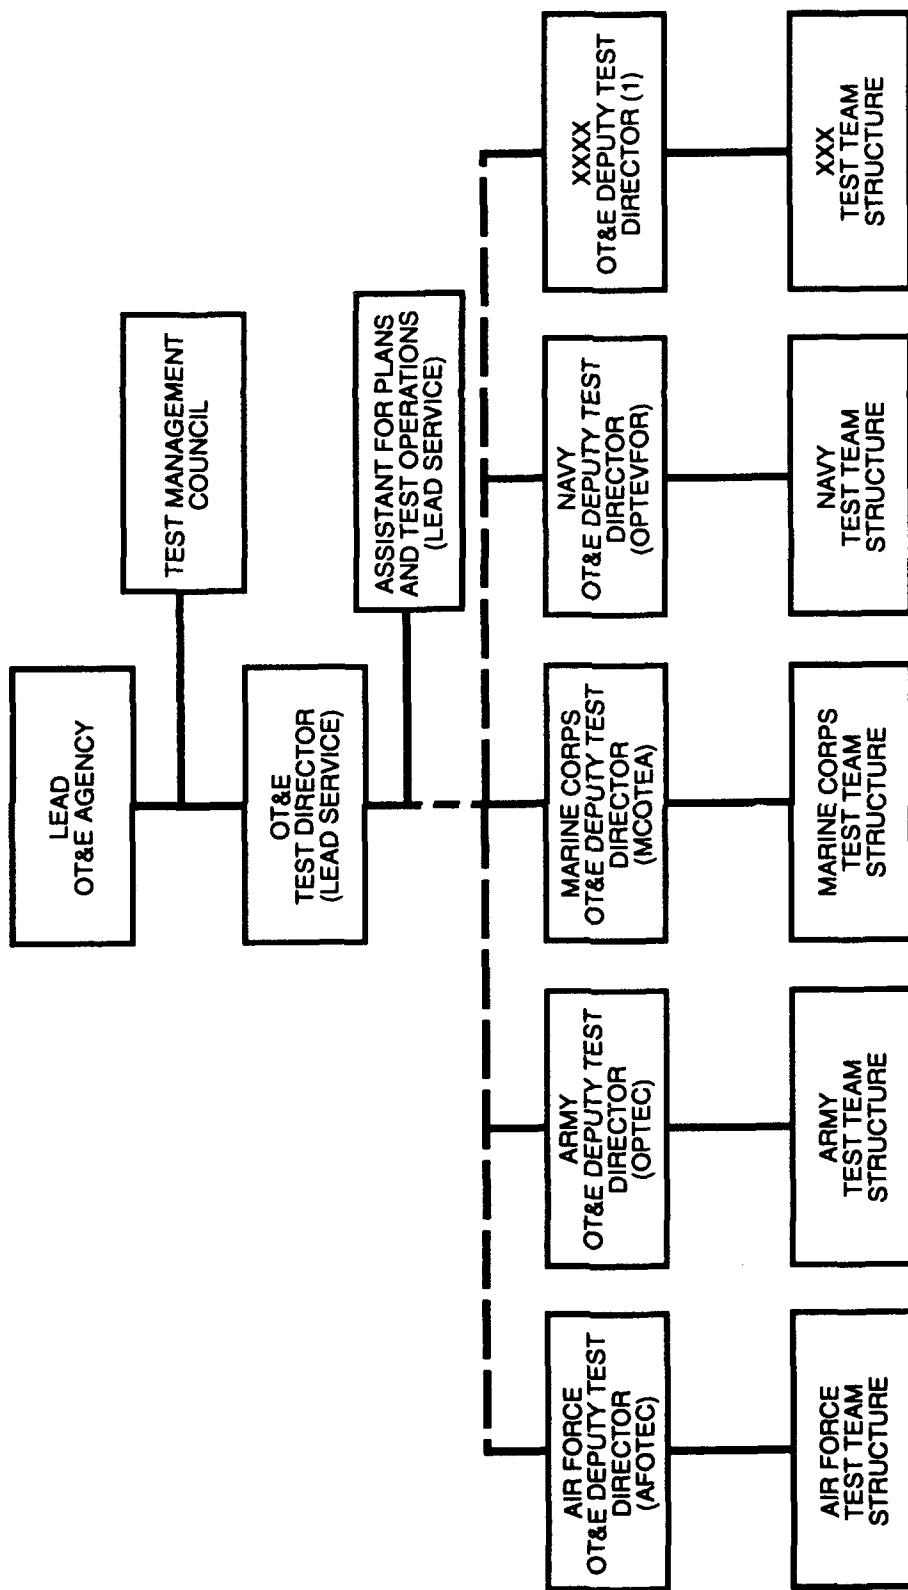 LEAD
OT&E AGENCY
TEST MANAGEMENT
COUNCIL
OT&E
TEST DIRECTOR
(LEAD SERVICE)
ASSISTANT FOR PLANS
AND TEST OPERATIONS
(LEAD SERVICE)
AIR FORCE
OT&E DEPUTY TEST
DIRECTOR
(AFOTEC)
ARMY
OT&E DEPUTY TEST
DIRECTOR
(OPTEC)
MARINE CORPS
OT&E DEPUTY TEST
DIRECTOR
(MCOTEA)
NAVY
OT&E DEPUTY TEST
DIRECTOR
(OPTEVFOR)
XXXX
OT&E DEPUTY TEST
DIRECTOR (1)
AIR FORCE
TEST TEAM
STRUCTURE
ARMY
TEST TEAM
STRUCTURE
MARINE CORPS
TEST TEAM
STRUCTURE
NAVY
TEST TEAM
STRUCTURE
XXX
TEST TEAM
STRUCTURE